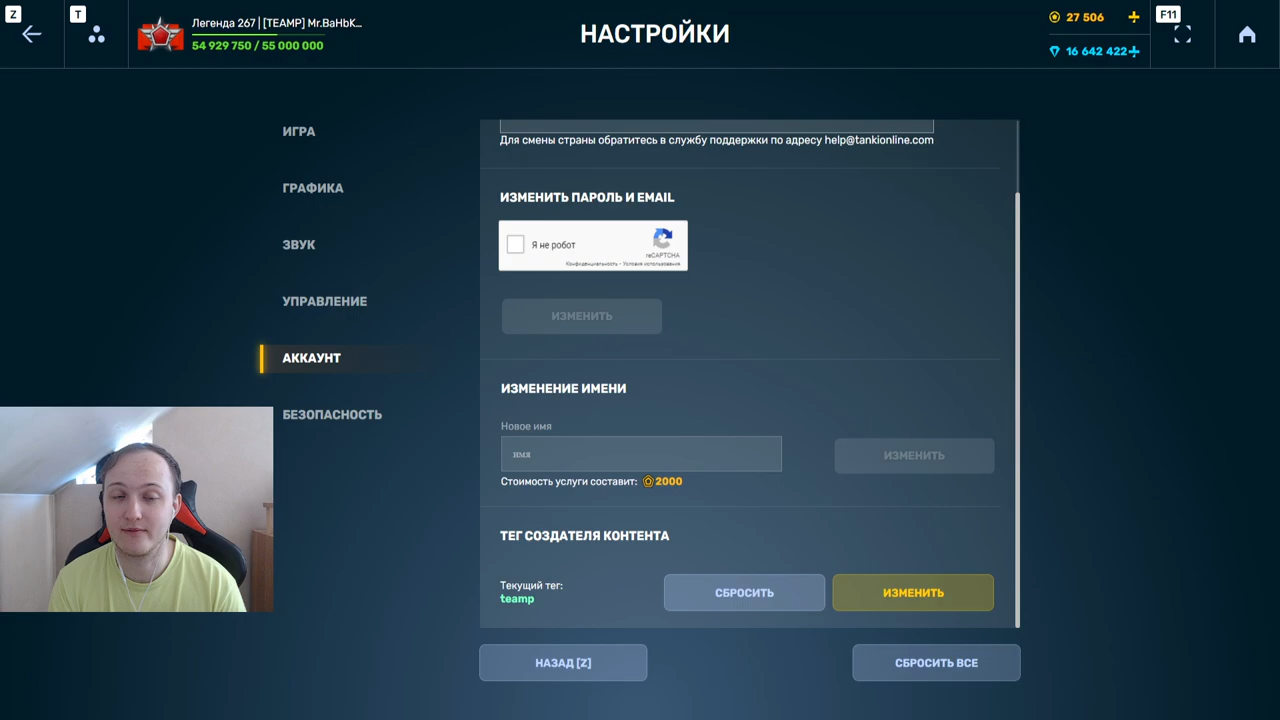 Z
T
Легенда 267 | [TEAMP] Mr.BaHbK...
54 929 750 / 55 000 000
НАСТРОЙКИ
27 506
16 642 422
F11
ИГРА
ГРАФИКА
ЗВУК
УПРАВЛЕНИЕ
АККАУНТ
БЕЗОПАСНОСТЬ
Для смены страны обратитесь в службу поддержки по адресу help@tankionline.com
ИЗМЕНИТЬ ПАРОЛЬ И EMAIL
Я не робот
reCAPTCHA
Конфиденциальность - Условия использования
ИЗМЕНИТЬ
ИЗМЕНЕНИЕ ИМЕНИ
Новое имя
имя
ИЗМЕНИТЬ
Стоимость услуги составит: 2000
ТЕГ СОЗДАТЕЛЯ КОНТЕНТА
Текущий тег:
teamp
СБРОСИТЬ
ИЗМЕНИТЬ
НАЗАД [Z]
СБРОСИТЬ ВСЕ